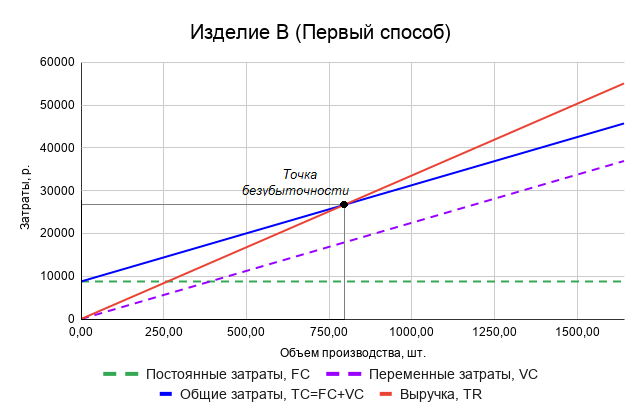 Изделие В (Первый способ)
60000
50000
40000
30000
20000
10000
0
Затраты, р.
Точка
безубыточности
0,00
250,00
500,00
750,00
1000,00
1250,00
1500,00
Объем производства, шт.
Постоянные затраты, FC
Переменные затраты, VC
Общие затраты, TC=FC+VC
Выручка, TR